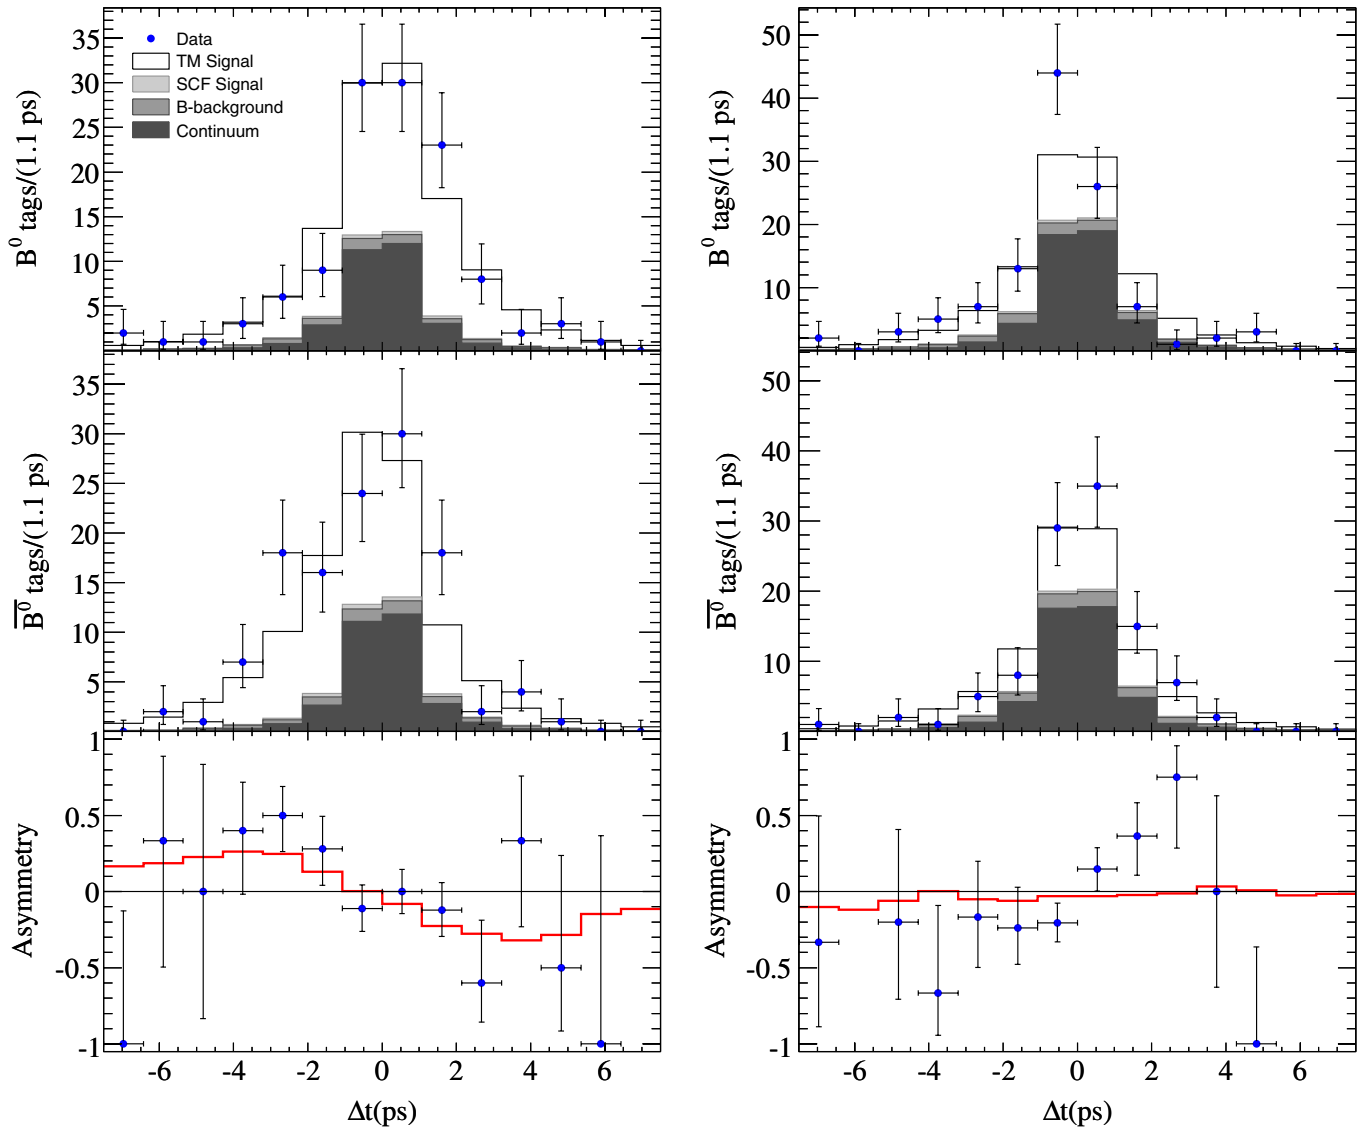 B⁰ tags/(1.1 ps)
35
30
25
20
15
10
5
Data
TM Signal
SCF Signal
B-background
Continuum
B⁰ tags/(1.1 ps)
50
40
30
20
10
B̅⁰ tags/(1.1 ps)
35
30
25
20
15
10
5
B̅⁰ tags/(1.1 ps)
50
40
30
20
10
Asymmetry
1
0.5
0
-0.5
-1
-6 -4 -2 0 2 4 6
Δt(ps)
Asymmetry
1
0.5
0
-0.5
-1
-6 -4 -2 0 2 4 6
Δt(ps)